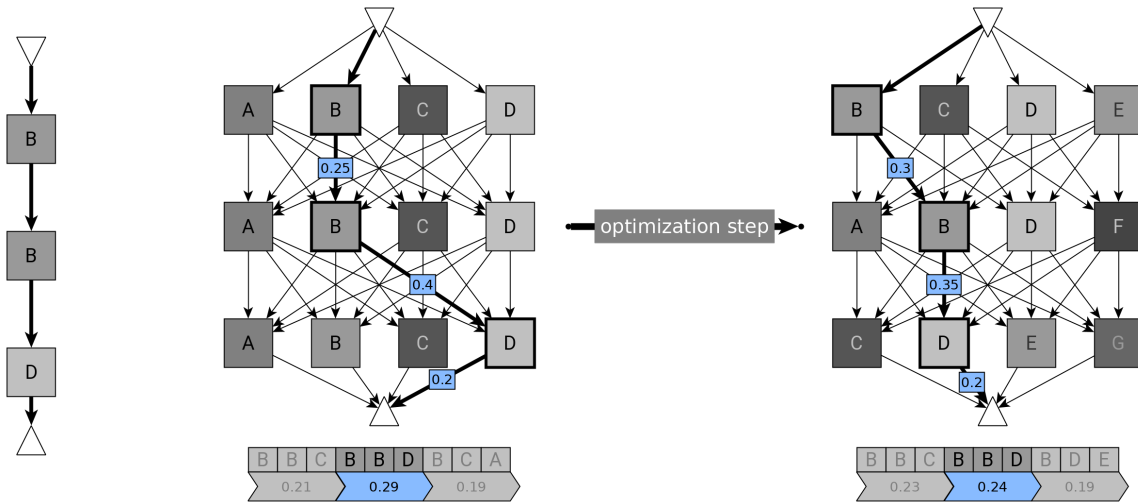 B
B
D
A B C D
0.25
A B C D
0.4
A B C D
0.2
B B C B B D B C A
0.21 0.29 0.19
optimization step
B C D E
0.3
A B D F
0.35
C D E G
0.2
B B C B B D B D E
0.23 0.24 0.19